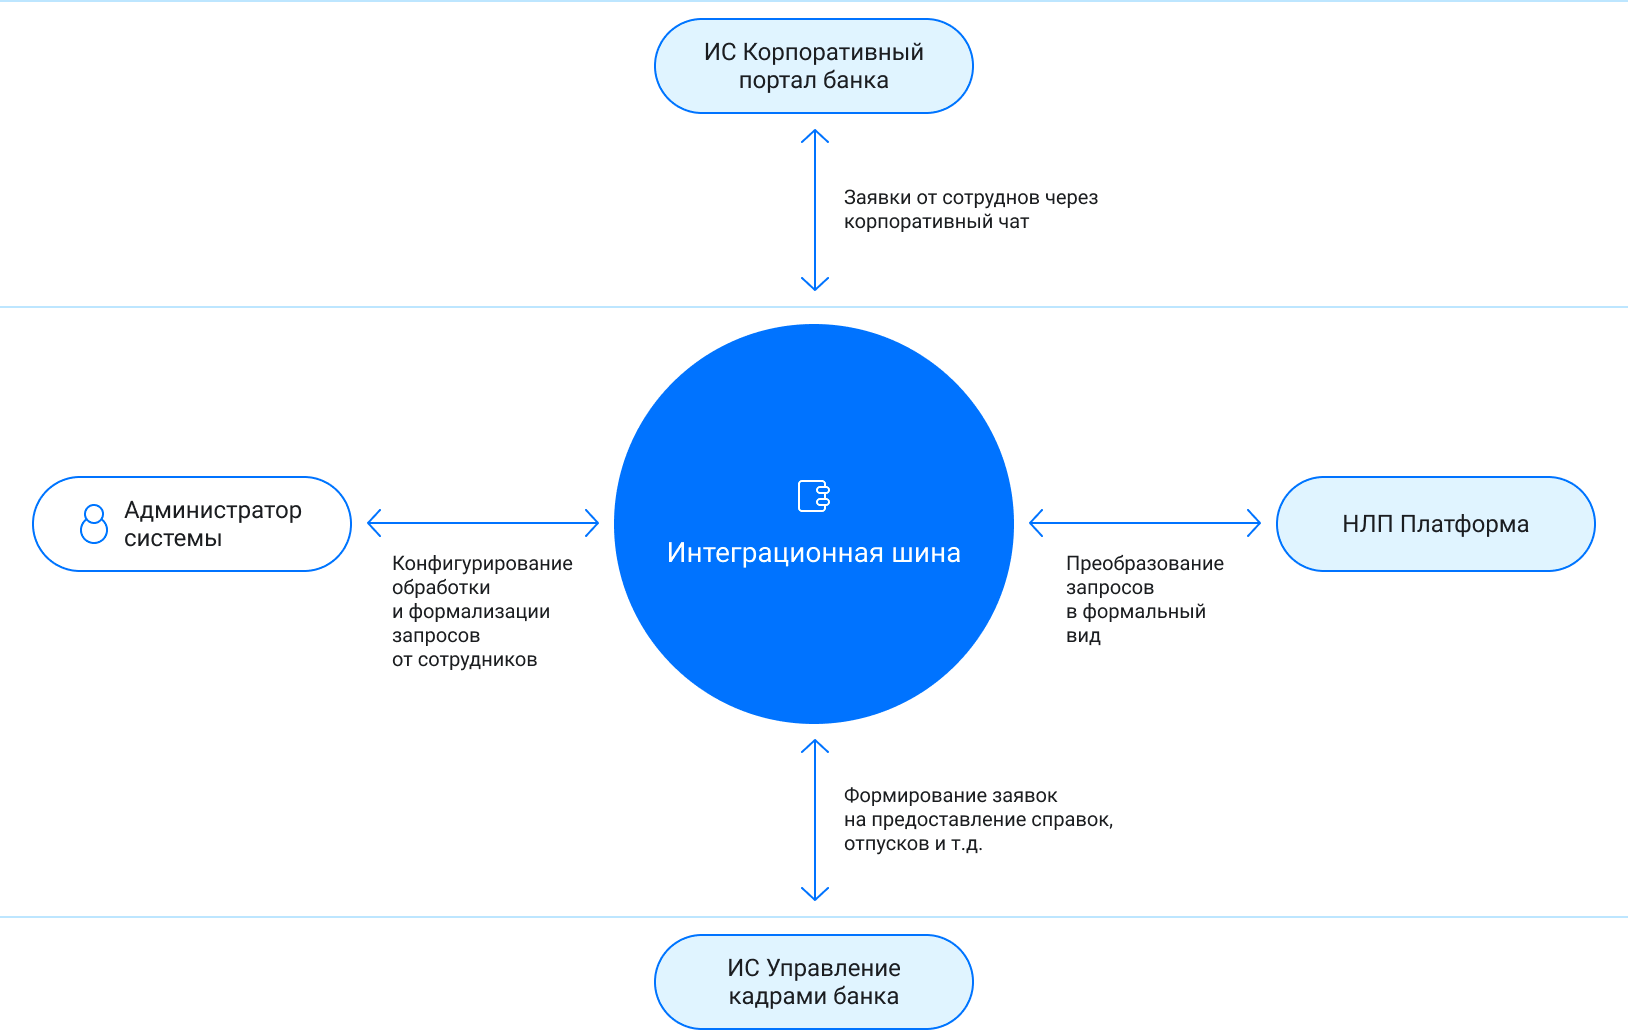 ИС Корпоративный
портал банка
Заявки от сотруднов через
корпоративный чат
Администратор
системы
Конфигурирование
обработки
и формализации
запросов
от сотрудников
Интеграционная шина
НЛП Платформа
Преобразование
запросов
в формальный
вид
Формирование заявок
на предоставление справок,
отпусков и т.д.
ИС Управление
кадрами банка